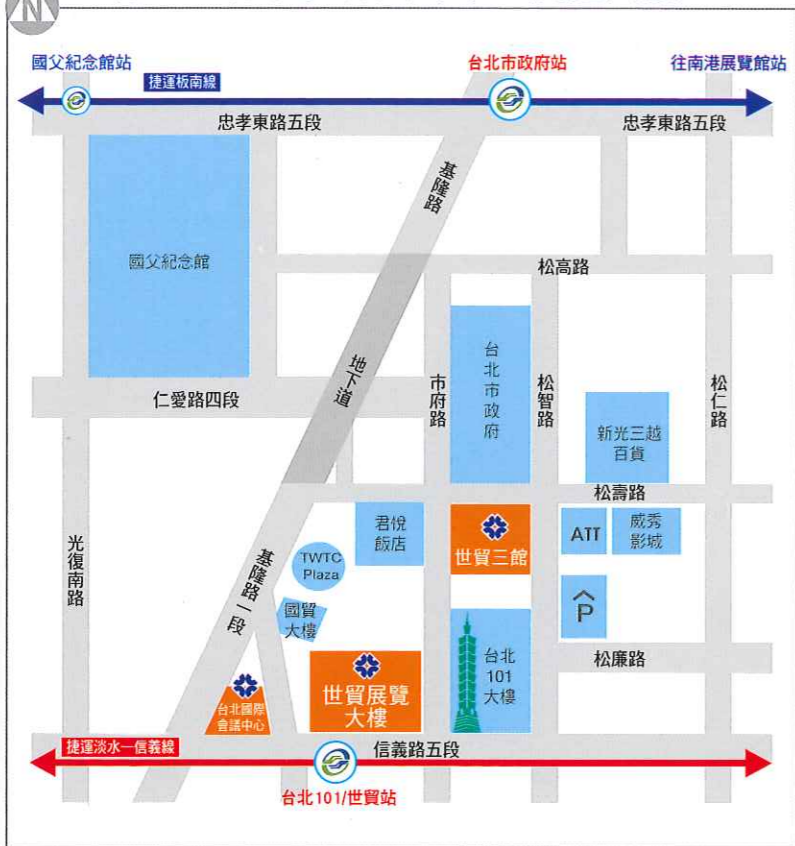 N
國父紀念館站
台北市政府站
往南港展覽館站
捷運板南線
忠孝東路五段
忠孝東路五段
基隆路
國父紀念館
松高路
地下道
市府路
台北市政府
松智路
松仁路
仁愛路四段
新光三越
百貨
松壽路
君悅
飯店
世貿三館
ATT
威秀
影城
光復南路
基隆路一段
TWTC
Plaza
國貿
大樓
P
世貿展覽
大樓
台北
101
大樓
松廉路
台北國際
會議中心
捷運淡水一信義線
信義路五段
台北101/世貿站